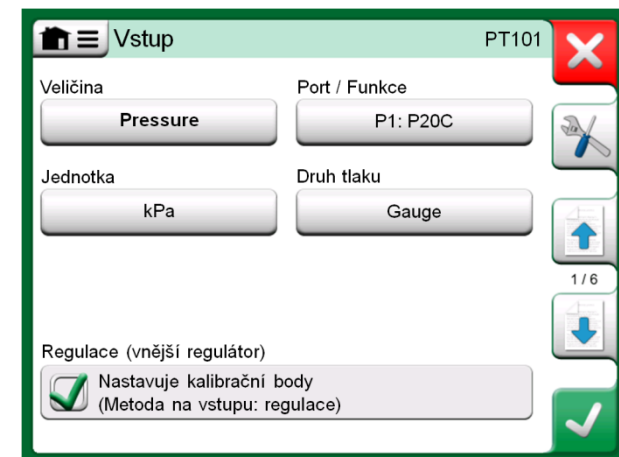 Vstup PT101
Veličina Port / Funkce
Pressure P1: P20C
Jednotka Druh tlaku
kPa Gauge
1 / 6
Regulace (vnější regulátor)
Nastavuje kalibrační body
(Metoda na vstupu: regulace)